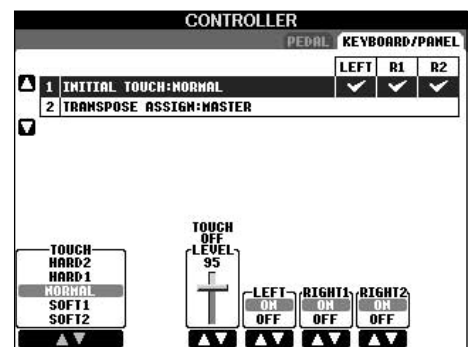 CONTROLLER
PEDAL KEYBOARD/PANEL
LEFT R1 R2
1 INITIAL TOUCH:NORMAL
2 TRANSPOSE ASSIGN:MASTER
TOUCH
HARD2
HARD1
NORMAL
SOFT1
SOFT2
TOUCH
OFF
LEVEL
95
LEFT
ON
OFF
RIGHT1
ON
OFF
RIGHT2
ON
OFF